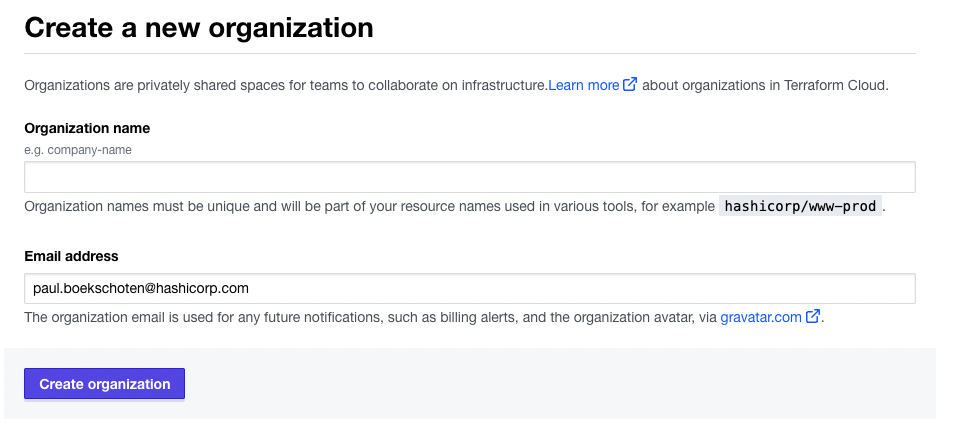 Create a new organization
Organizations are privately shared spaces for teams to collaborate on infrastructure.Learn more about organizations in Terraform Cloud.
Organization name
e.g. company-name
Organization names must be unique and will be part of your resource names used in various tools, for example hashicorp/www-prod .
Email address
paul.boekschoten@hashicorp.com
The organization email is used for any future notifications, such as billing alerts, and the organization avatar, via gravatar.com .
Create organization